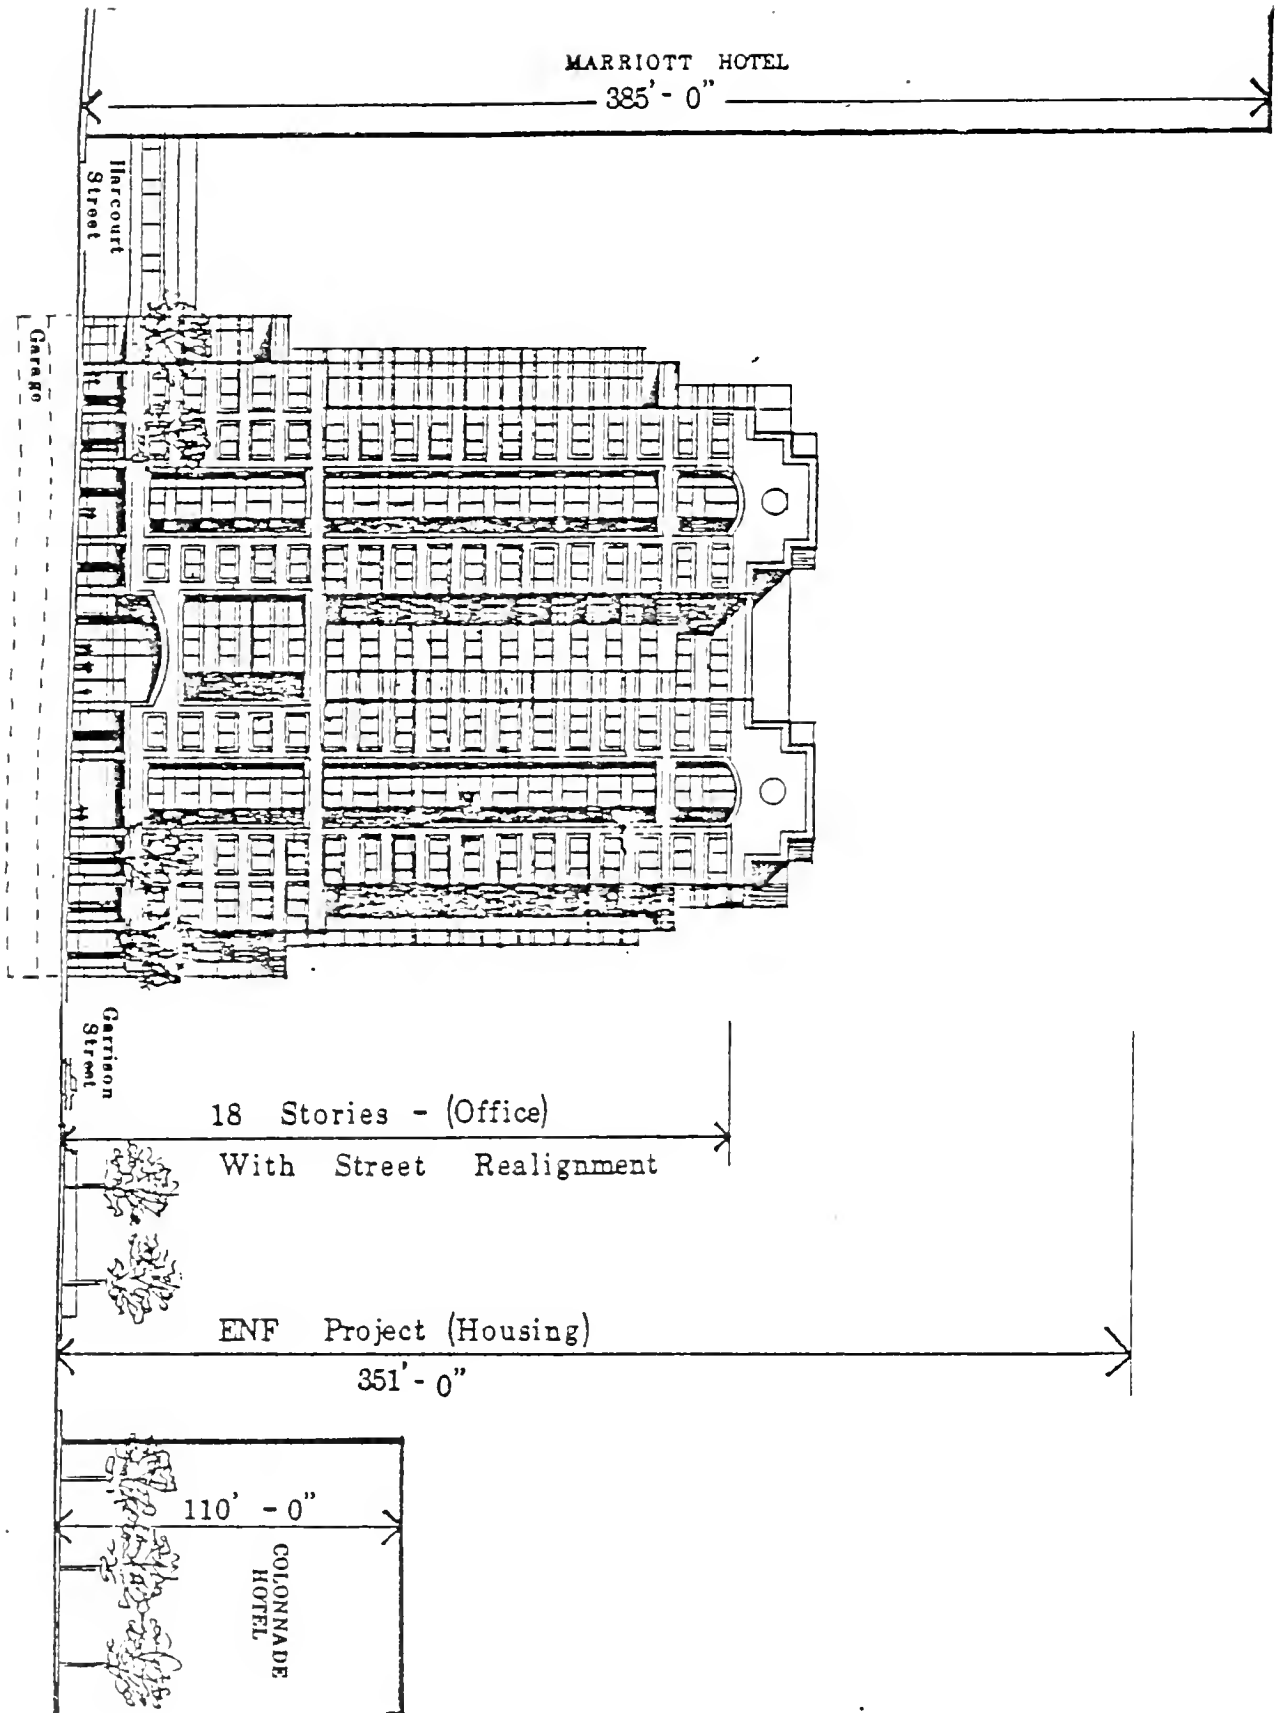 MARRIOTT HOTEL
385'- 0"
Harcourt
Street
Garage
Garrison
Street
18 Stories - (Office)
With Street Realignment
ENF Project (Housing)
351'- 0"
110' - 0"
COLONNADE
HOTEL